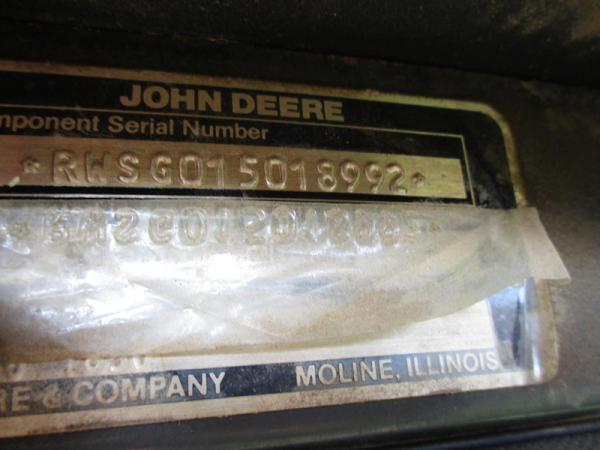 JOHN DEERE
mponent Serial Number
*RWSG015018992*
RE & COMPANY MOLINE, ILLINOIS